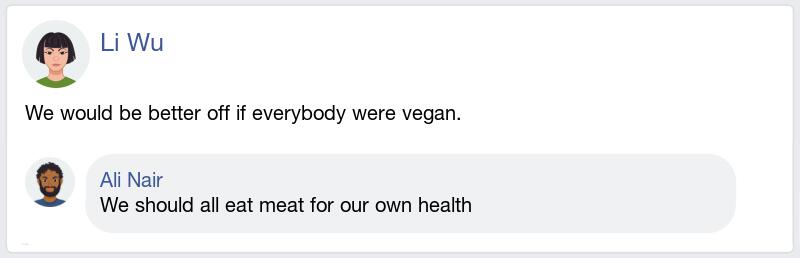 Li Wu
We would be better off if everybody were vegan.
Ali Nair
We should all eat meat for our own health